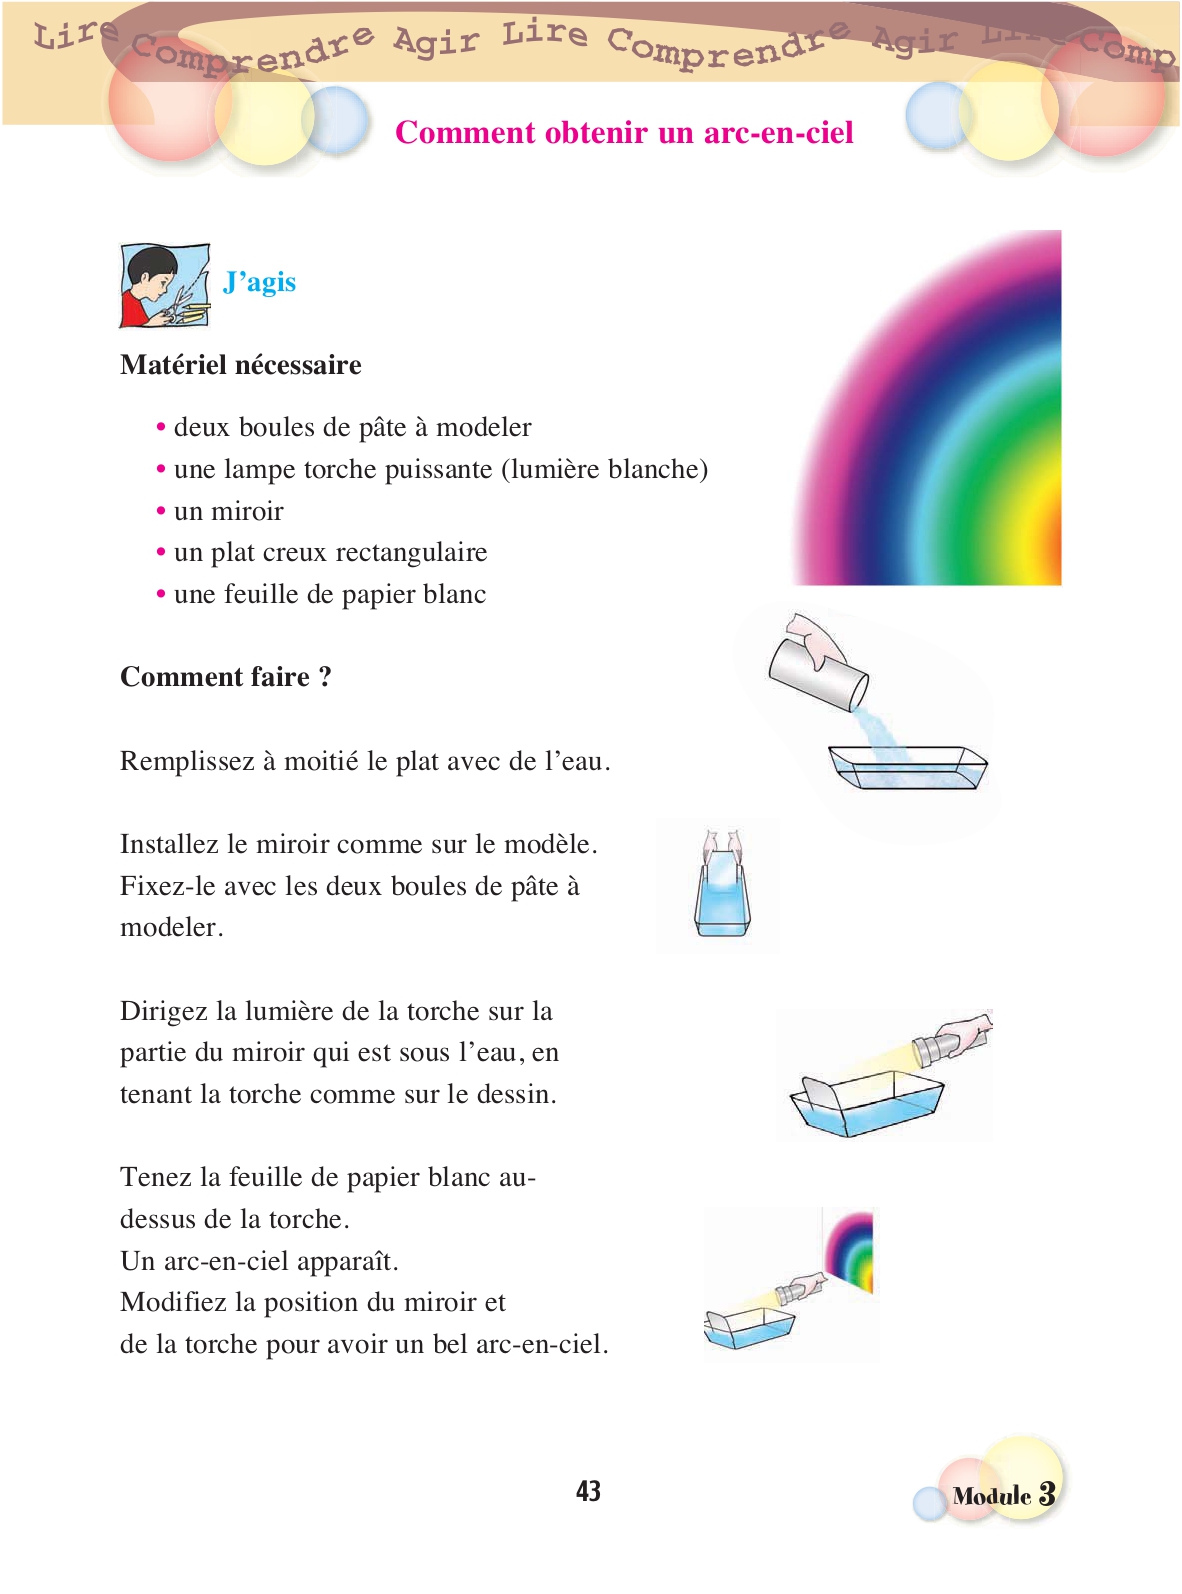 Lire Comprendre Agir Lire Comprendre Agir Lire Comp
Comment obtenir un arc-en-ciel
J’agis
Matériel nécessaire
• deux boules de pâte à modeler
• une lampe torche puissante (lumière blanche)
• un miroir
• un plat creux rectangulaire
• une feuille de papier blanc
Comment faire ?
Remplissez à moitié le plat avec de l’eau.
Installez le miroir comme sur le modèle.
Fixez-le avec les deux boules de pâte à
modeler.
Dirigez la lumière de la torche sur la
partie du miroir qui est sous l’eau, en
tenant la torche comme sur le dessin.
Tenez la feuille de papier blanc au-
dessus de la torche.
Un arc-en-ciel apparaît.
Modifiez la position du miroir et
de la torche pour avoir un bel arc-en-ciel.
43
Module 3